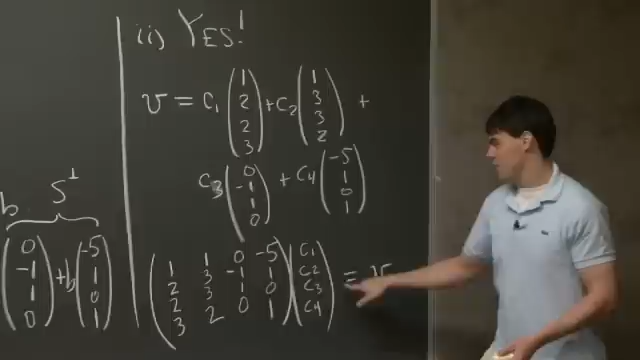 b S⊥
(0 -1 1 0) + b (-5 1 0 1)
ii) YES!
v = c1 (1 2 2 3) + c2 (1 3 3 2) +
c3 (0 -1 1 0) + c4 (-5 1 0 1)
(1 1 0 -5
2 3 -1 1
2 3 1 0
3 2 0 1) (c1 c2 c3 c4) = v